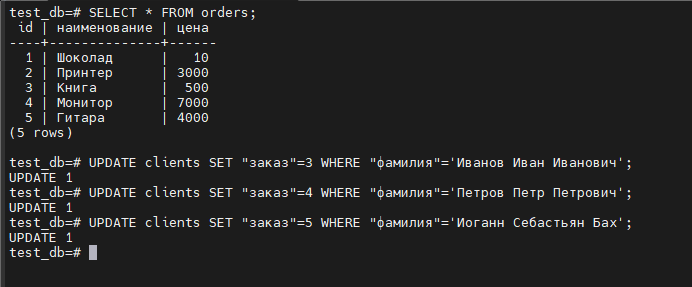 test_db=# SELECT * FROM orders;
 id | наименование | цена
----+--------------+------
  1 | Шоколад      |   10
  2 | Принтер      | 3000
  3 | Книга        |  500
  4 | Монитор      | 7000
  5 | Гитара       | 4000
(5 rows)

test_db=# UPDATE clients SET "заказ"=3 WHERE "фамилия"='Иванов Иван Иванович';
UPDATE 1
test_db=# UPDATE clients SET "заказ"=4 WHERE "фамилия"='Петров Петр Петрович';
UPDATE 1
test_db=# UPDATE clients SET "заказ"=5 WHERE "фамилия"='Иоганн Себастьян Бах';
UPDATE 1
test_db=#